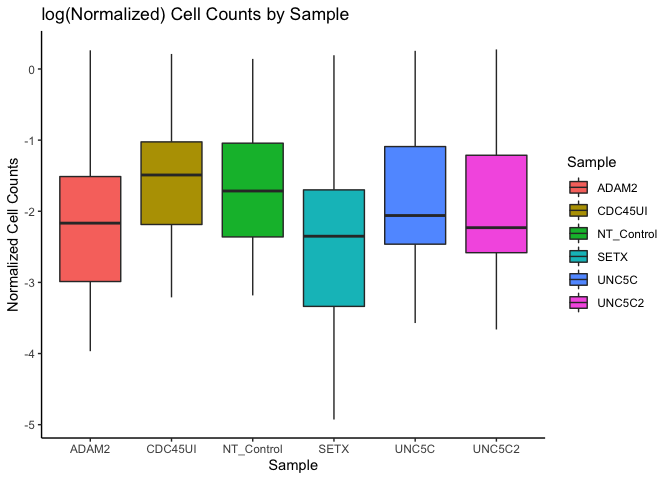 log(Normalized) Cell Counts by Sample
Normalized Cell Counts
0
-1
-2
-3
-4
-5
ADAM2 CDC45UI NT_Control SETX UNC5C UNC5C2
Sample
Sample
ADAM2
CDC45UI
NT_Control
SETX
UNC5C
UNC5C2